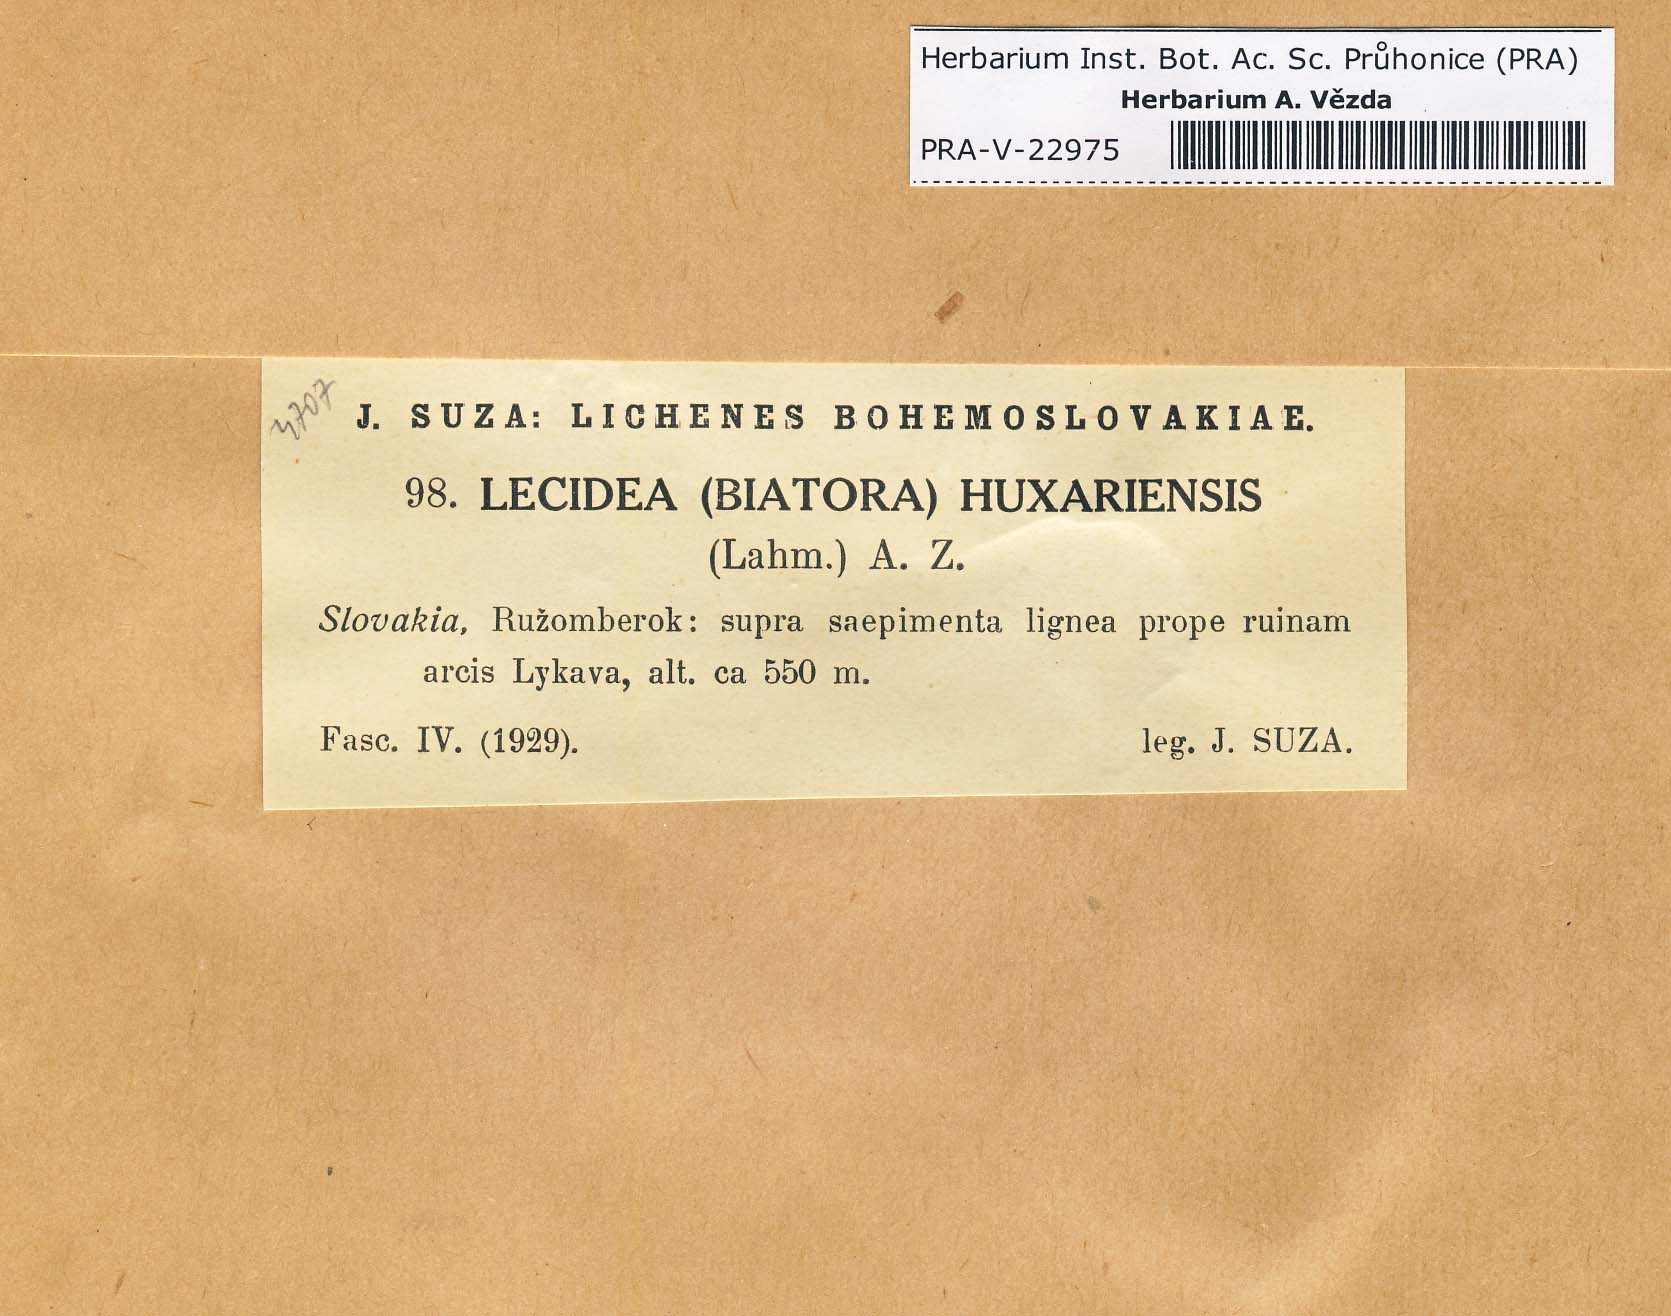 Herbarium Inst. Bot. Ac. Sc. Průhonice (PRA)
Herbarium A. Vězda
PRA-V-22975
J. SUZA: LICHENES BOHEMOSLOVAKIAE.
98. LECIDEA (BIATORA) HUXARIENSIS
(Lahm.) A. Z.
Slovakia, Ružomberok: supra saepimenta lignea prope ruinam
arcis Lykava, alt. ca 550 m.
Fasc. IV. (1929). leg. J. SUZA.